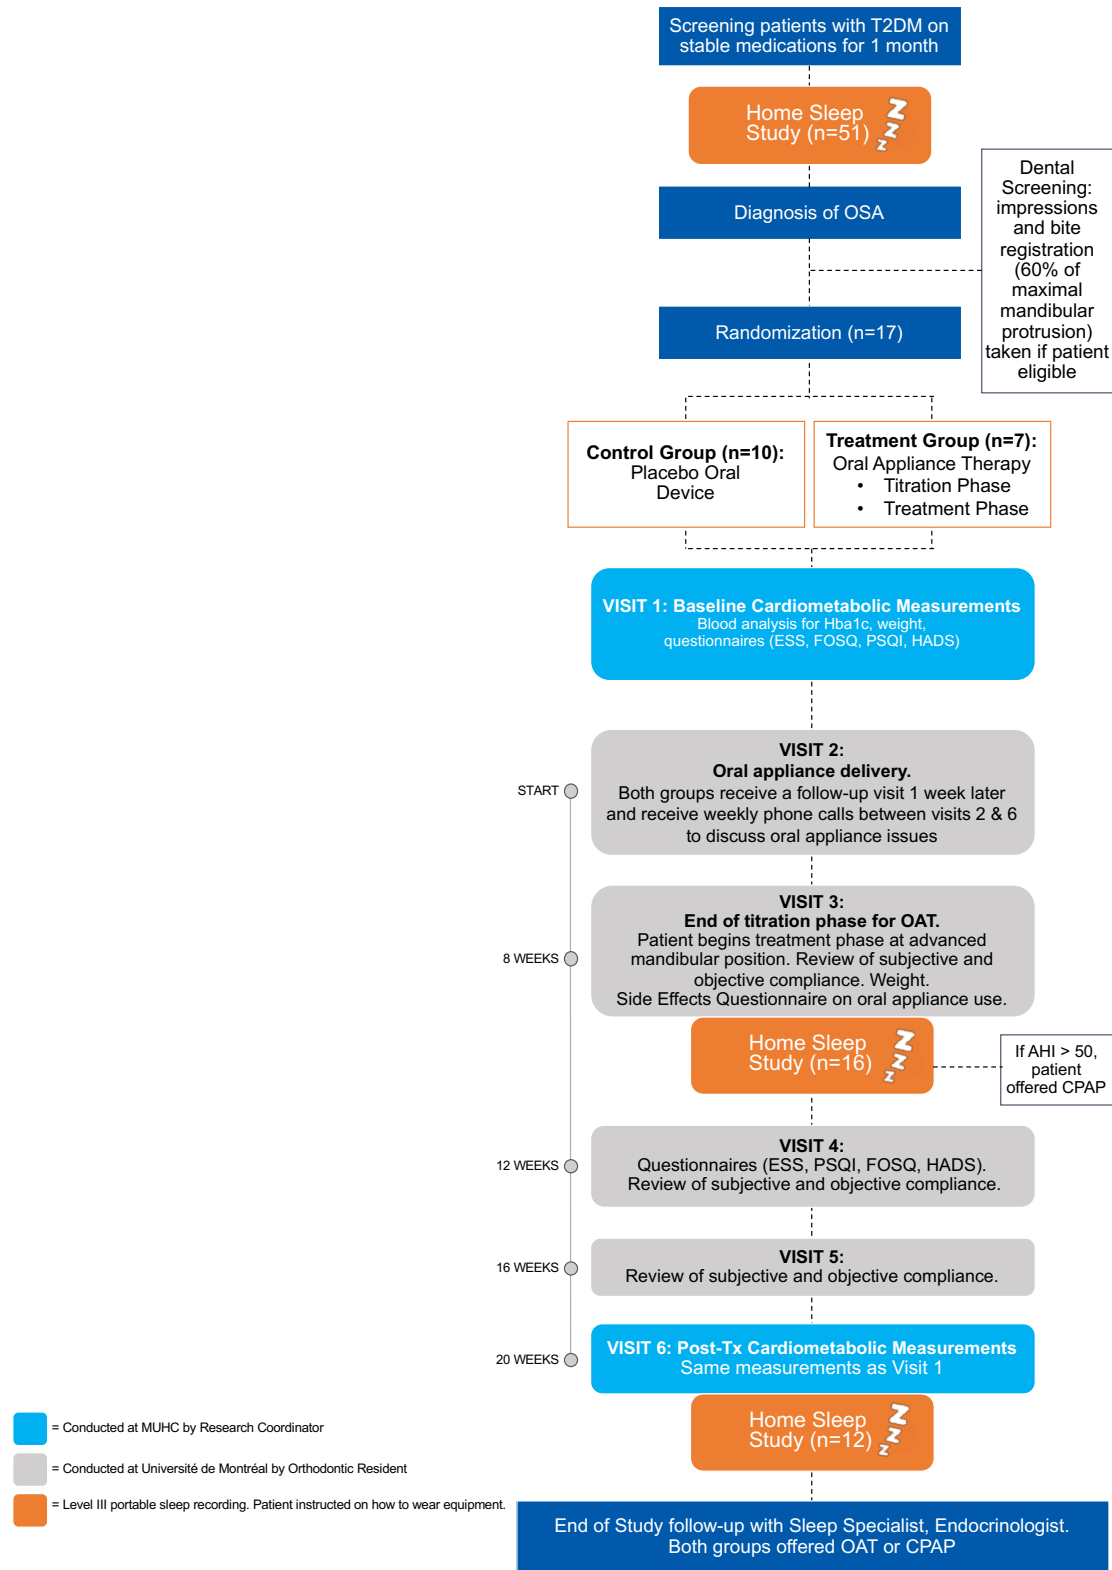 Screening patients with T2DM on
stable medications for 1 month
Home Sleep
Study (n=51)
z
z
z
Diagnosis of OSA
Dental
Screening:
impressions
and bite
registration
(60% of
maximal
mandibular
protrusion)
taken if patient
eligible
Randomization (n=17)
Control Group (n=10):
Placebo Oral
Device
Treatment Group (n=7):
Oral Appliance Therapy
• Titration Phase
• Treatment Phase
VISIT 1: Baseline Cardiometabolic Measurements
Blood analysis for Hba1c, weight,
questionnaires (ESS, FOSQ, PSQI, HADS)
START
VISIT 2:
Oral appliance delivery.
Both groups receive a follow-up visit 1 week later
and receive weekly phone calls between visits 2 & 6
to discuss oral appliance issues
8 WEEKS
VISIT 3:
End of titration phase for OAT.
Patient begins treatment phase at advanced
mandibular position. Review of subjective and
objective compliance. Weight.
Side Effects Questionnaire on oral appliance use.
Home Sleep
Study (n=16)
z
z
z
If AHI > 50,
patient
offered CPAP
12 WEEKS
VISIT 4:
Questionnaires (ESS, PSQI, FOSQ, HADS).
Review of subjective and objective compliance.
16 WEEKS
VISIT 5:
Review of subjective and objective compliance.
20 WEEKS
VISIT 6: Post-Tx Cardiometabolic Measurements
Same measurements as Visit 1
Home Sleep
Study (n=12)
z
z
z
= Conducted at MUHC by Research Coordinator
= Conducted at Université de Montréal by Orthodontic Resident
= Level III portable sleep recording. Patient instructed on how to wear equipment.
End of Study follow-up with Sleep Specialist, Endocrinologist.
Both groups offered OAT or CPAP